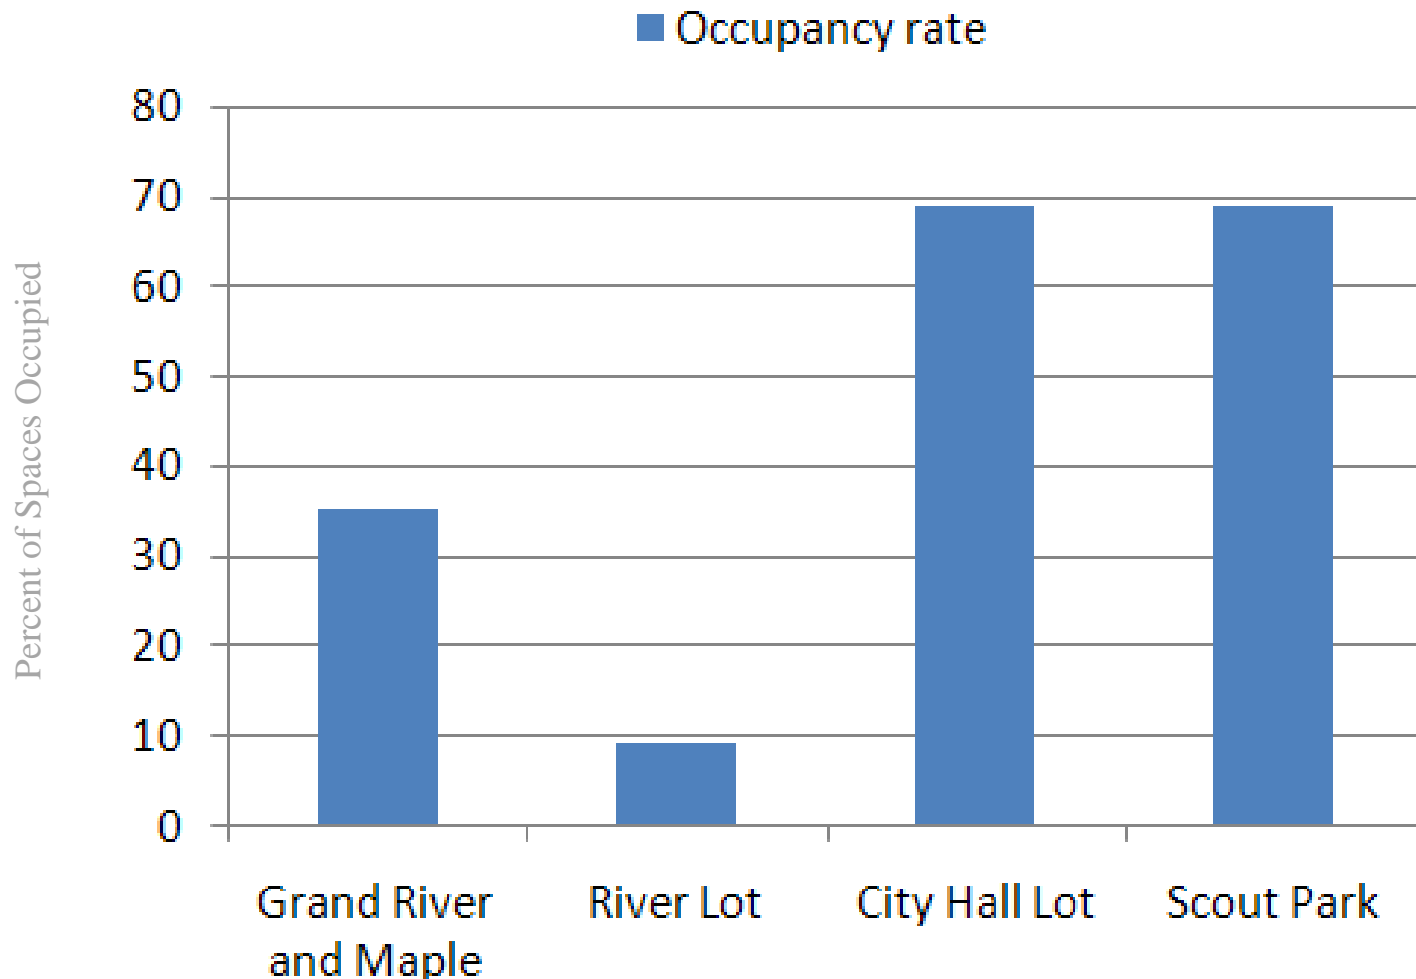 Occupancy rate
80
70
60
50
40
30
20
10
0
Percent of Spaces Occupied
Grand River
and Maple
River Lot
City Hall Lot
Scout Park